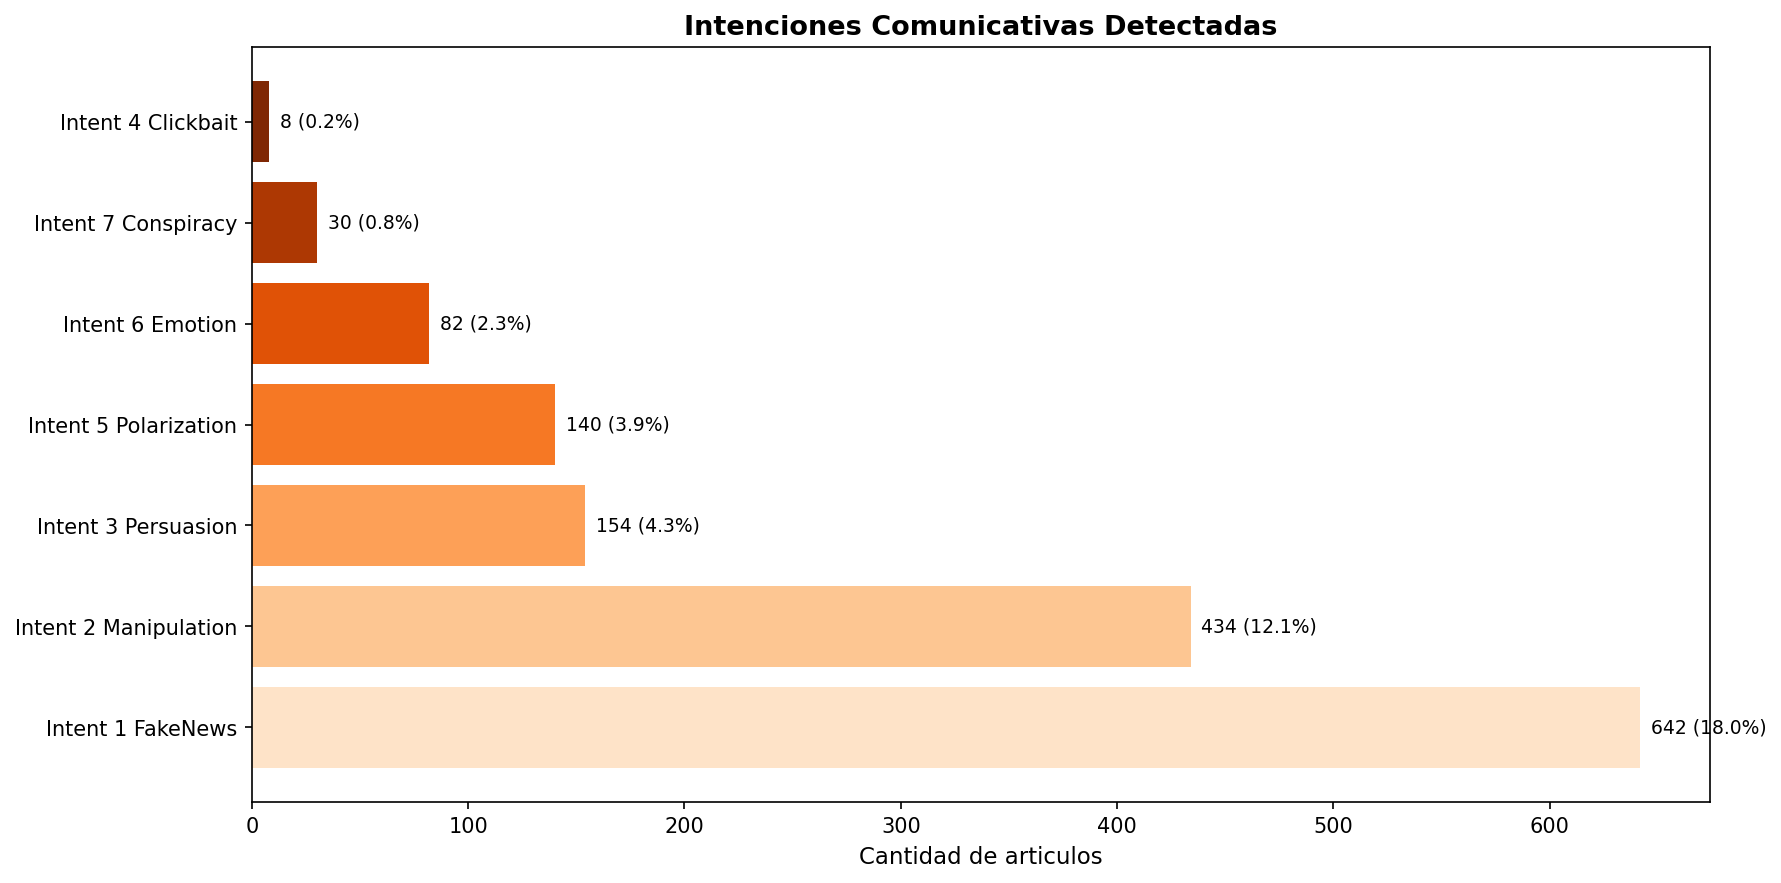 Intenciones Comunicativas Detectadas
Intent 4 Clickbait
8 (0.2%)
Intent 7 Conspiracy
30 (0.8%)
Intent 6 Emotion
82 (2.3%)
Intent 5 Polarization
140 (3.9%)
Intent 3 Persuasion
154 (4.3%)
Intent 2 Manipulation
434 (12.1%)
Intent 1 FakeNews
642 (18.0%)
0 100 200 300 400 500 600
Cantidad de articulos